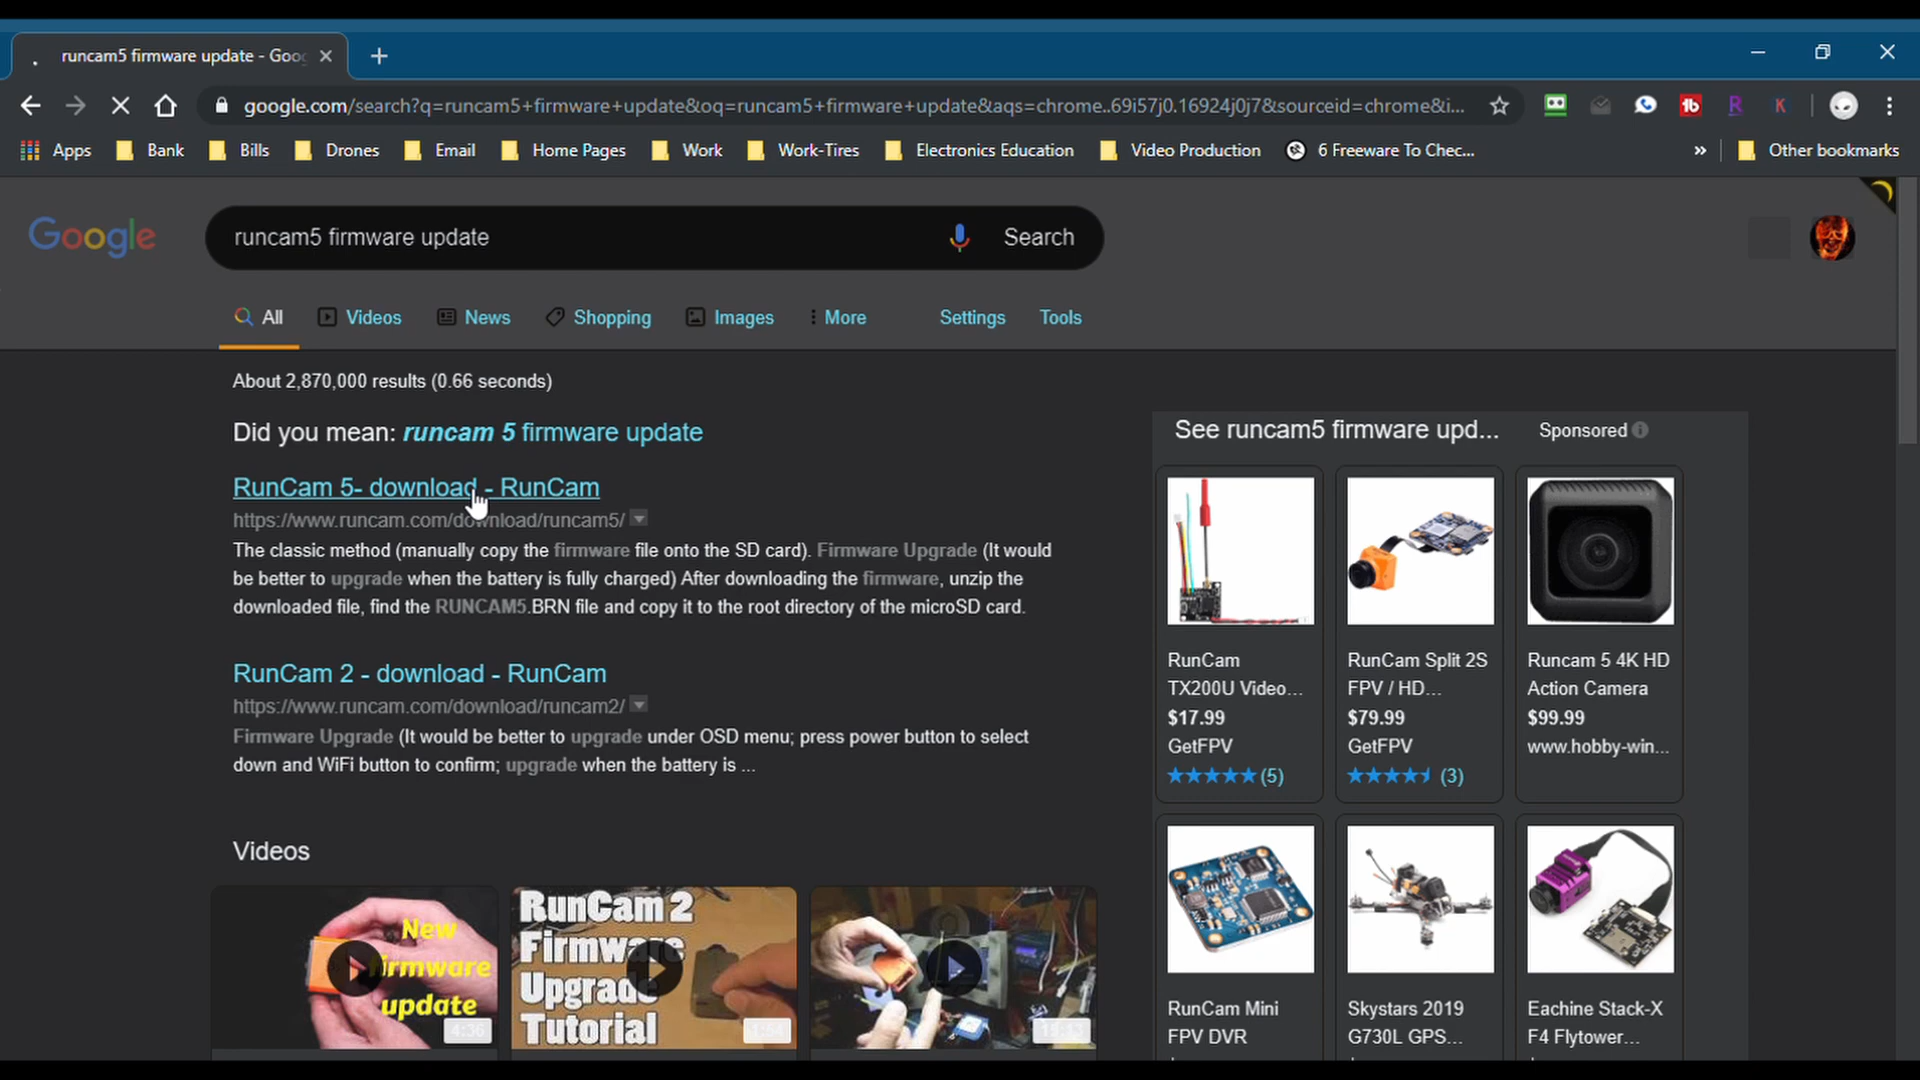 runcam5 firmware update - Goog
google.com/search?q=runcam5+firmware+update&oq=runcam5+firmware+update&aqs=chrome..69i57j0.16924j0j7&sourceid=chrome&i...
Apps Bank Bills Drones Email Home Pages Work Work-Tires Electronics Education Video Production 6 Freeware To Chec... » Other bookmarks
Google runcam5 firmware update Search
All Videos News Shopping Images More Settings Tools
About 2,870,000 results (0.66 seconds)
Did you mean: runcam 5 firmware update
RunCam 5- download - RunCam
https://www.runcam.com/download/runcam5/
The classic method (manually copy the firmware file onto the SD card). Firmware Upgrade (It would
be better to upgrade when the battery is fully charged) After downloading the firmware, unzip the
downloaded file, find the RUNCAM5.BRN file and copy it to the root directory of the microSD card.
RunCam 2 - download - RunCam
https://www.runcam.com/download/runcam2/
Firmware Upgrade (It would be better to upgrade under OSD menu; press power button to select
down and WiFi button to confirm; upgrade when the battery is ...
Videos
New
firmware
update
4:36
RunCam 2
Firmware
Upgrade
Tutorial
See runcam5 firmware upd... Sponsored
RunCam
TX200U Video...
$17.99
GetFPV
(5)
RunCam Split 2S
FPV / HD...
$79.99
GetFPV
(3)
Runcam 5 4K HD
Action Camera
$99.99
www.hobby-win...
RunCam Mini
FPV DVR
Skystars 2019
G730L GPS...
Eachine Stack-X
F4 Flytower...